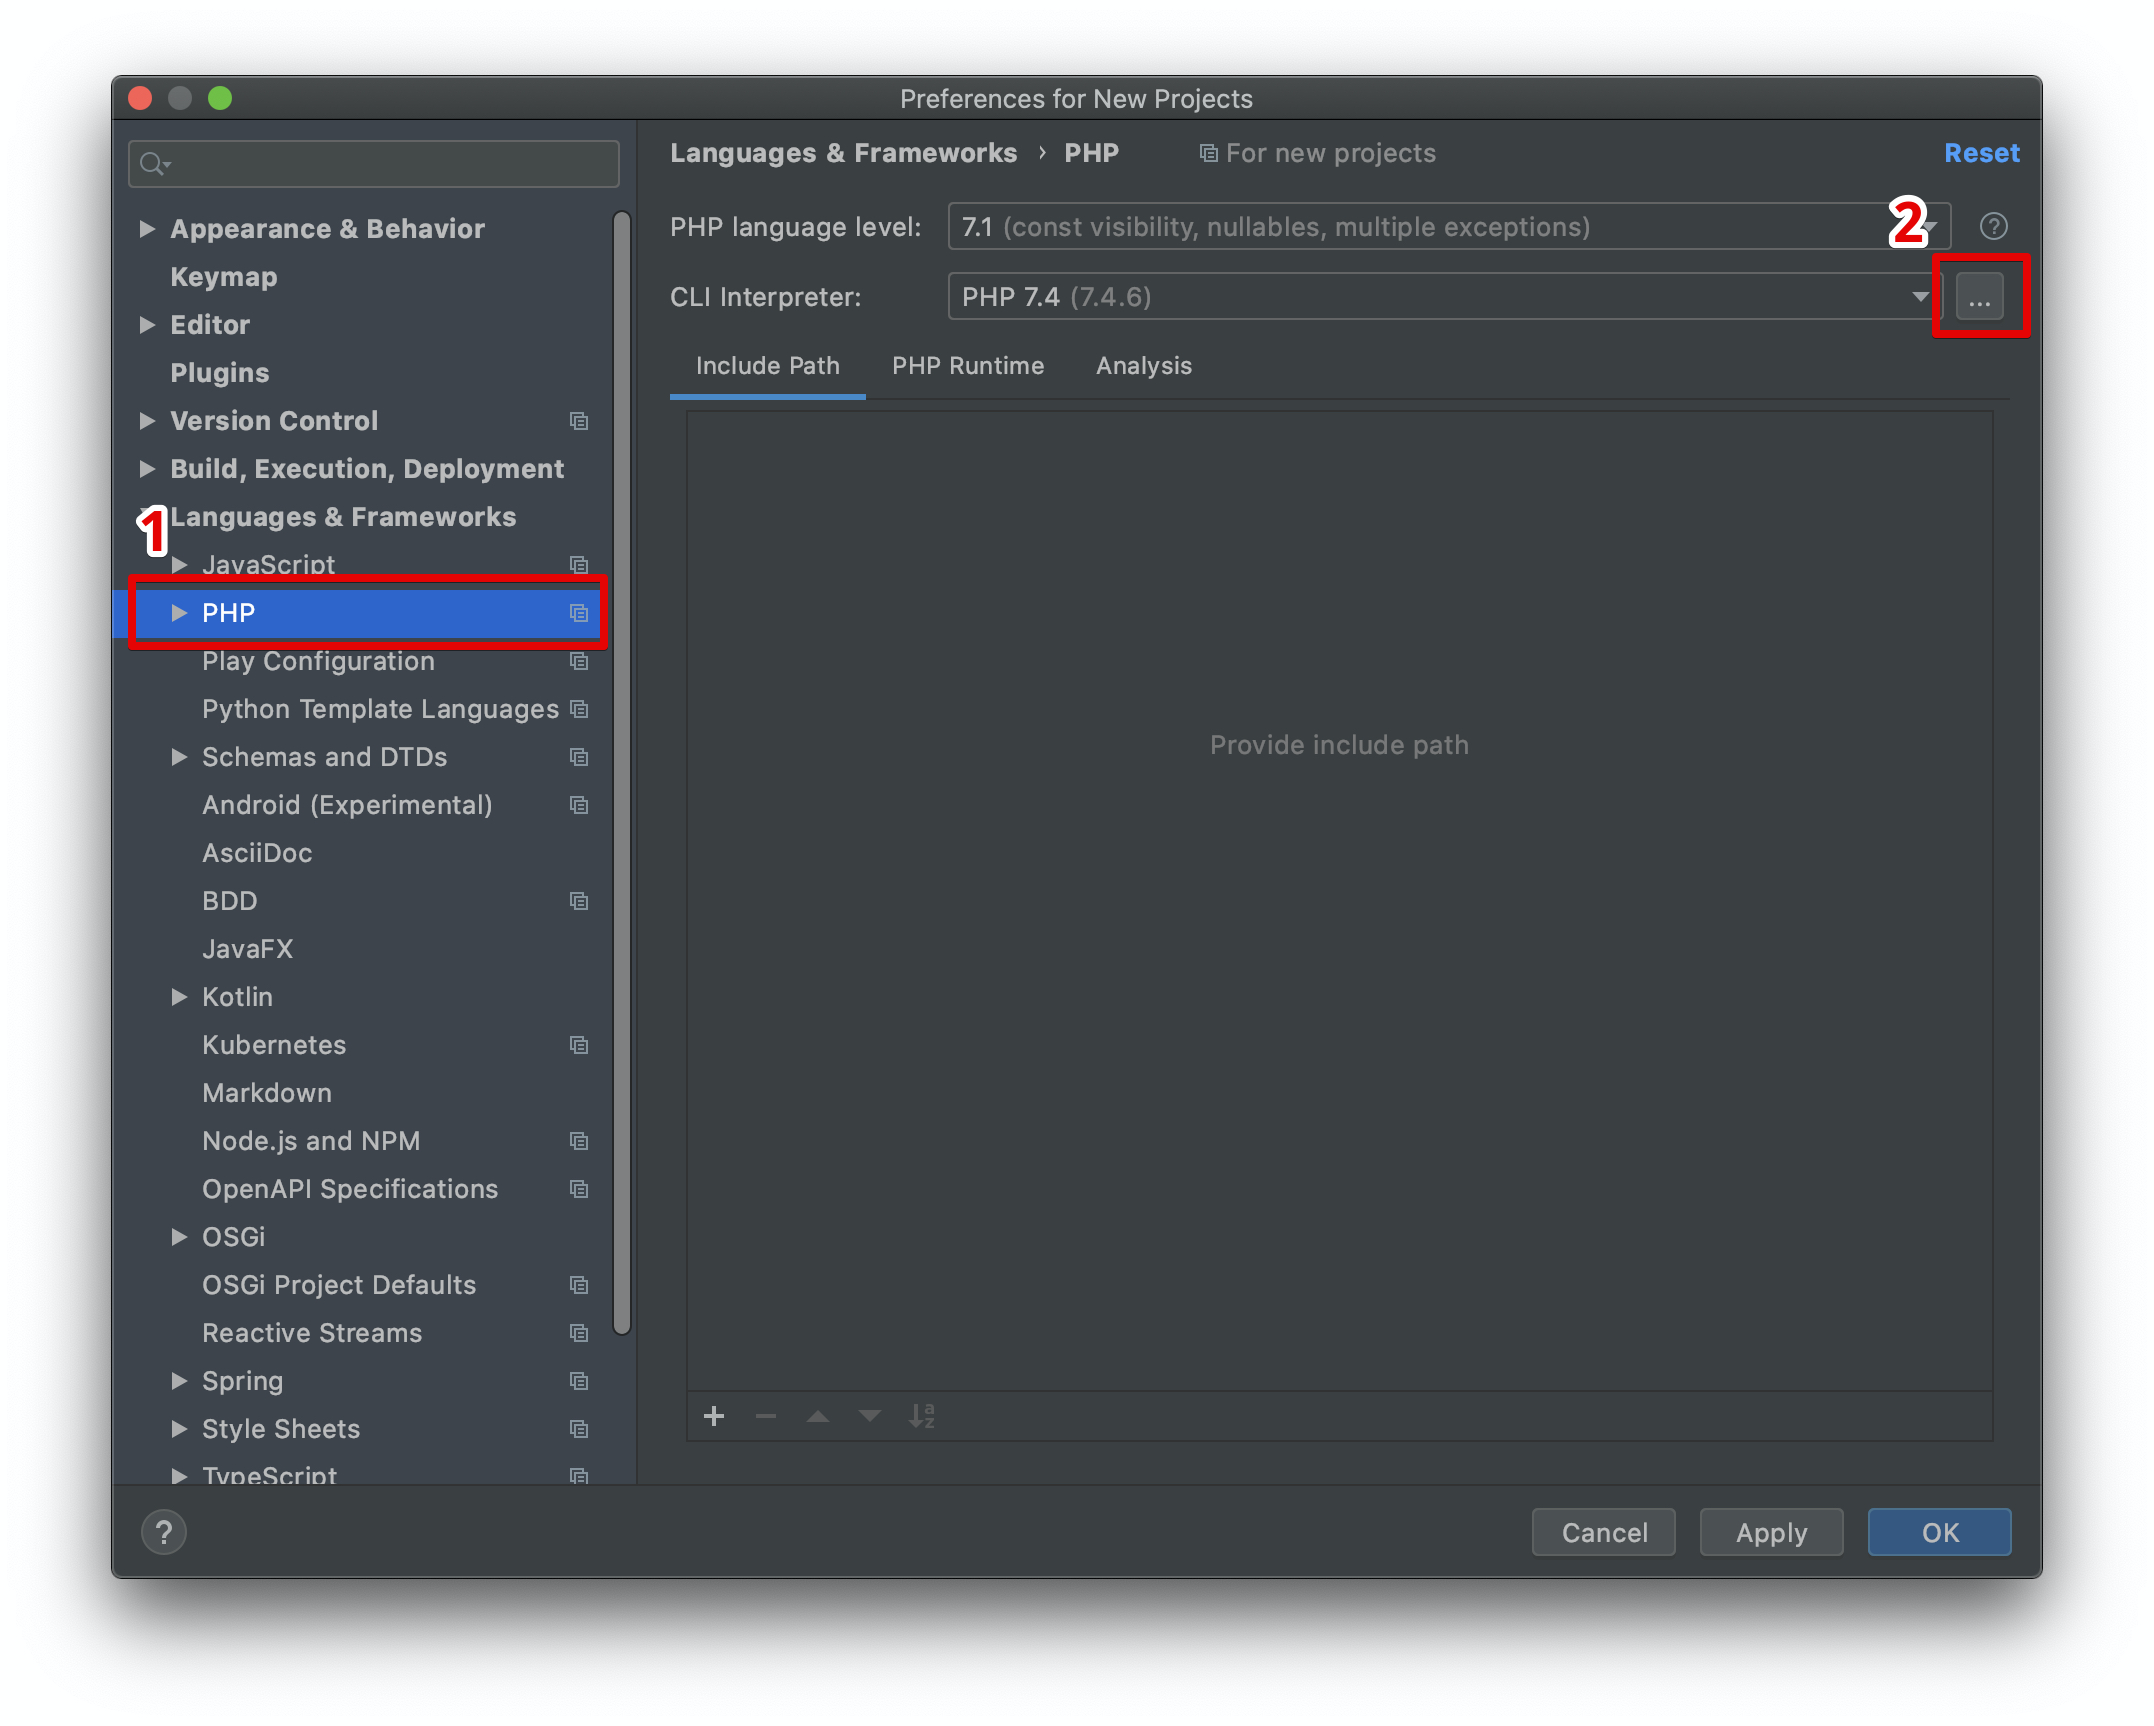 Preferences for New Projects
Appearance & Behavior
Keymap
Editor
Plugins
Version Control
Build, Execution, Deployment
1
Languages & Frameworks
JavaScript
PHP
Play Configuration
Python Template Languages
Schemas and DTDs
Android (Experimental)
AsciiDoc
BDD
JavaFX
Kotlin
Kubernetes
Markdown
Node.js and NPM
OpenAPI Specifications
OSGi
OSGi Project Defaults
Reactive Streams
Spring
Style Sheets
TypeScript
Languages & Frameworks › PHP For new projects Reset
PHP language level: 7.1 (const visibility, nullables, multiple exceptions) 2 ?
CLI Interpreter: PHP 7.4 (7.4.6) ...
Include Path PHP Runtime Analysis
Provide include path
+ − a z
? Cancel Apply OK